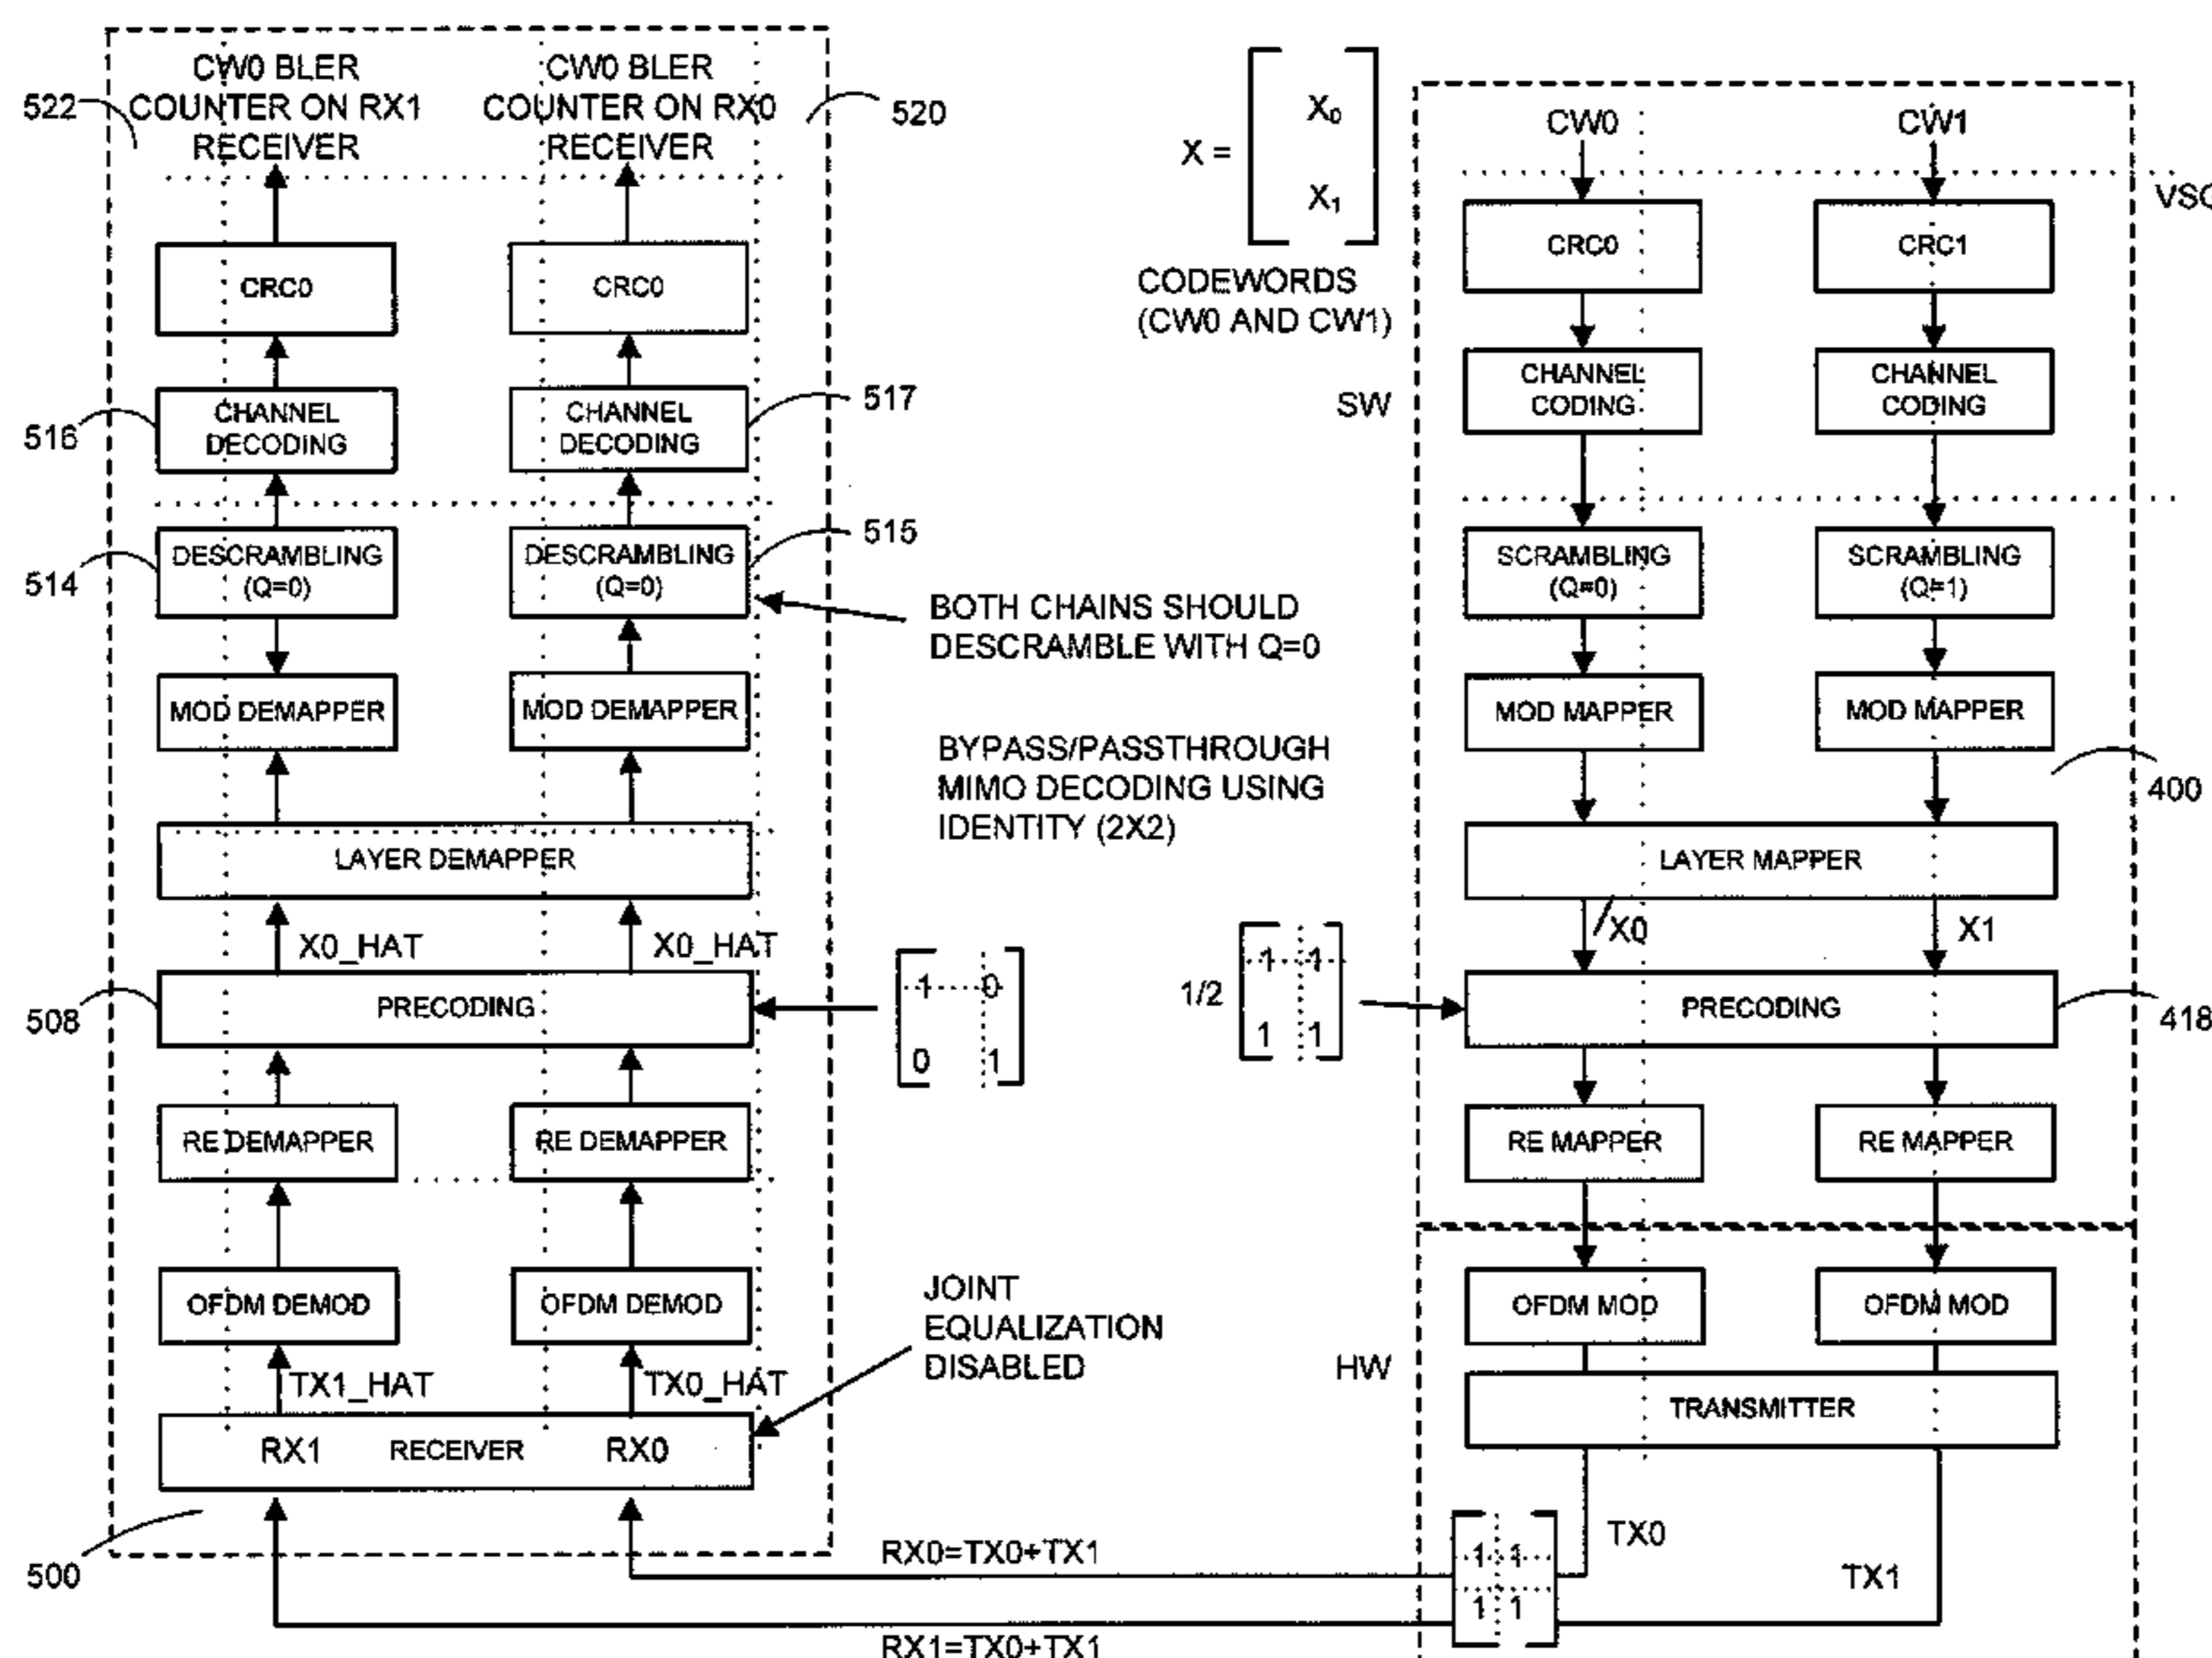 CW0 BLER
COUNTER ON RX1
RECEIVER
CW0 BLER
COUNTER ON RX0
RECEIVER
522
520
CRC0
CRC0
516
CHANNEL
DECODING
CHANNEL
DECODING
517
514
DESCRAMBLING
(Q=0)
DESCRAMBLING
(Q=0)
515
BOTH CHAINS SHOULD
DESCRAMBLE WITH Q=0
MOD DEMAPPER
MOD DEMAPPER
BYPASS/PASSTHROUGH
MIMO DECODING USING
IDENTITY (2X2)
LAYER DEMAPPER
X0_HAT
X0_HAT
508
PRECODING
1 0
0 1
RE DEMAPPER
RE DEMAPPER
OFDM DEMOD
OFDM DEMOD
JOINT
EQUALIZATION
DISABLED
TX1_HAT
TX0_HAT
RX1
RECEIVER
RX0
500
X =
X0
X1
CODEWORDS
(CW0 AND CW1)
CW0
CW1
CRC0
CRC1
SW
CHANNEL
CODING
CHANNEL
CODING
SCRAMBLING
(Q=0)
SCRAMBLING
(Q=1)
MOD MAPPER
MOD MAPPER
400
LAYER MAPPER
X0
X1
1/2
1 1
1 1
PRECODING
418
RE MAPPER
RE MAPPER
OFDM MOD
OFDM MOD
HW
TRANSMITTER
TX0
TX1
1 1
1 1
RX0=TX0+TX1
RX1=TX0+TX1